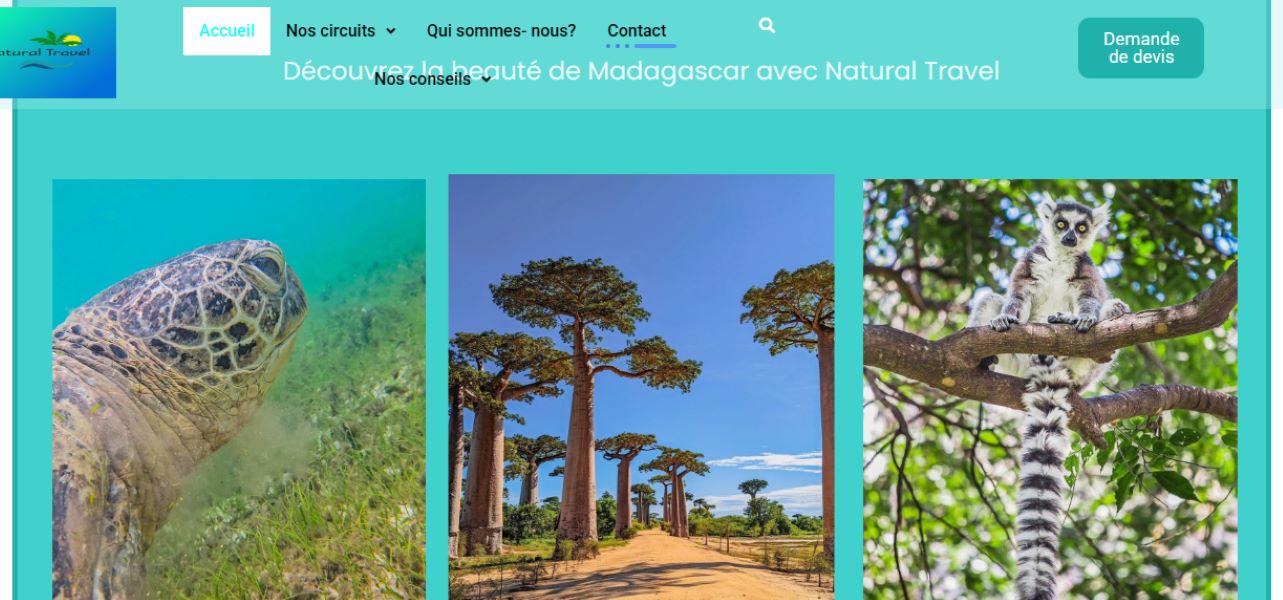 Accueil
Nos circuits
Qui sommes- nous?
Contact
Demande
de devis
atural Travel
Découvrez la beauté de Madagascar avec Natural Travel
Nos conseils